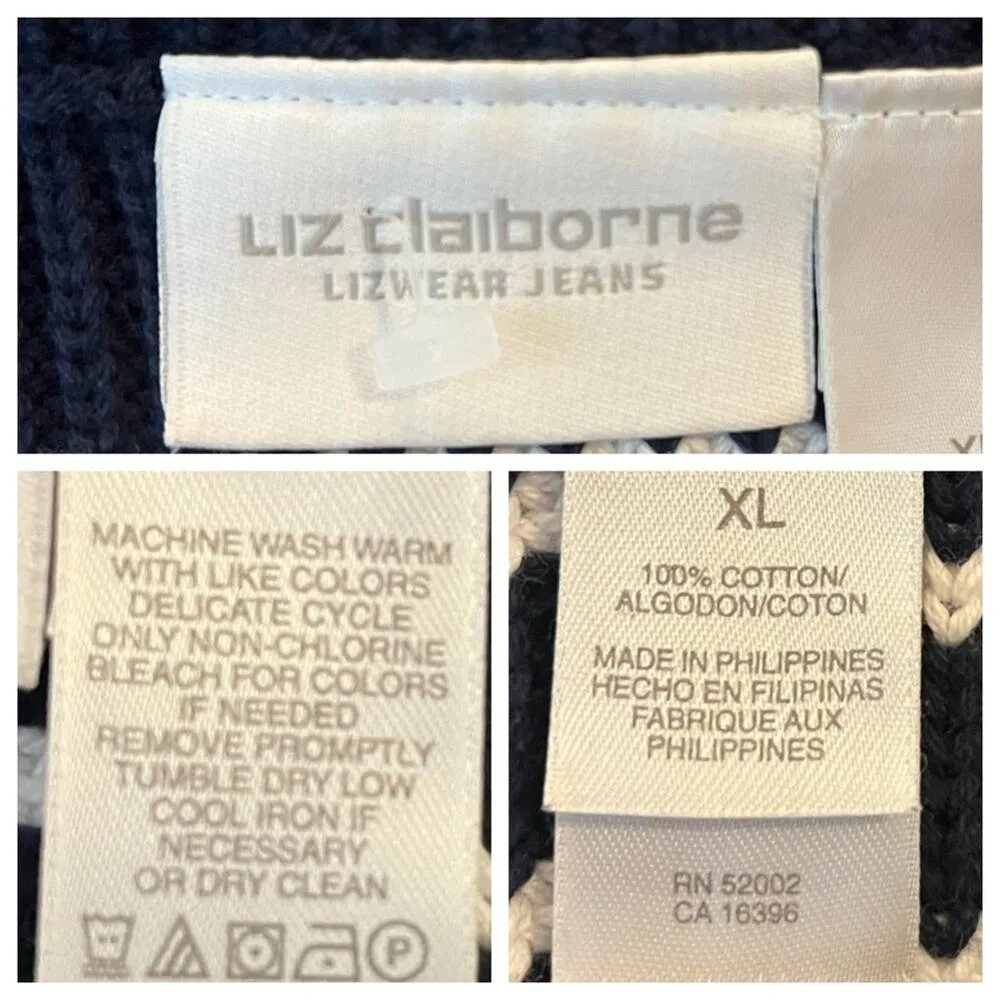 LIZ claiborne
LIZWEAR JEANS
MACHINE WASH WARM
WITH LIKE COLORS
DELICATE CYCLE
ONLY NON-CHLORINE
BLEACH FOR COLORS
IF NEEDED
REMOVE PROMPTLY
TUMBLE DRY LOW
COOL IRON IF
NECESSARY
OR DRY CLEAN
P
XL
100% COTTON/
ALGODON/COTON
MADE IN PHILIPPINES
HECHO EN FILIPINAS
FABRIQUE AUX
PHILIPPINES
RN 52002
CA 16396